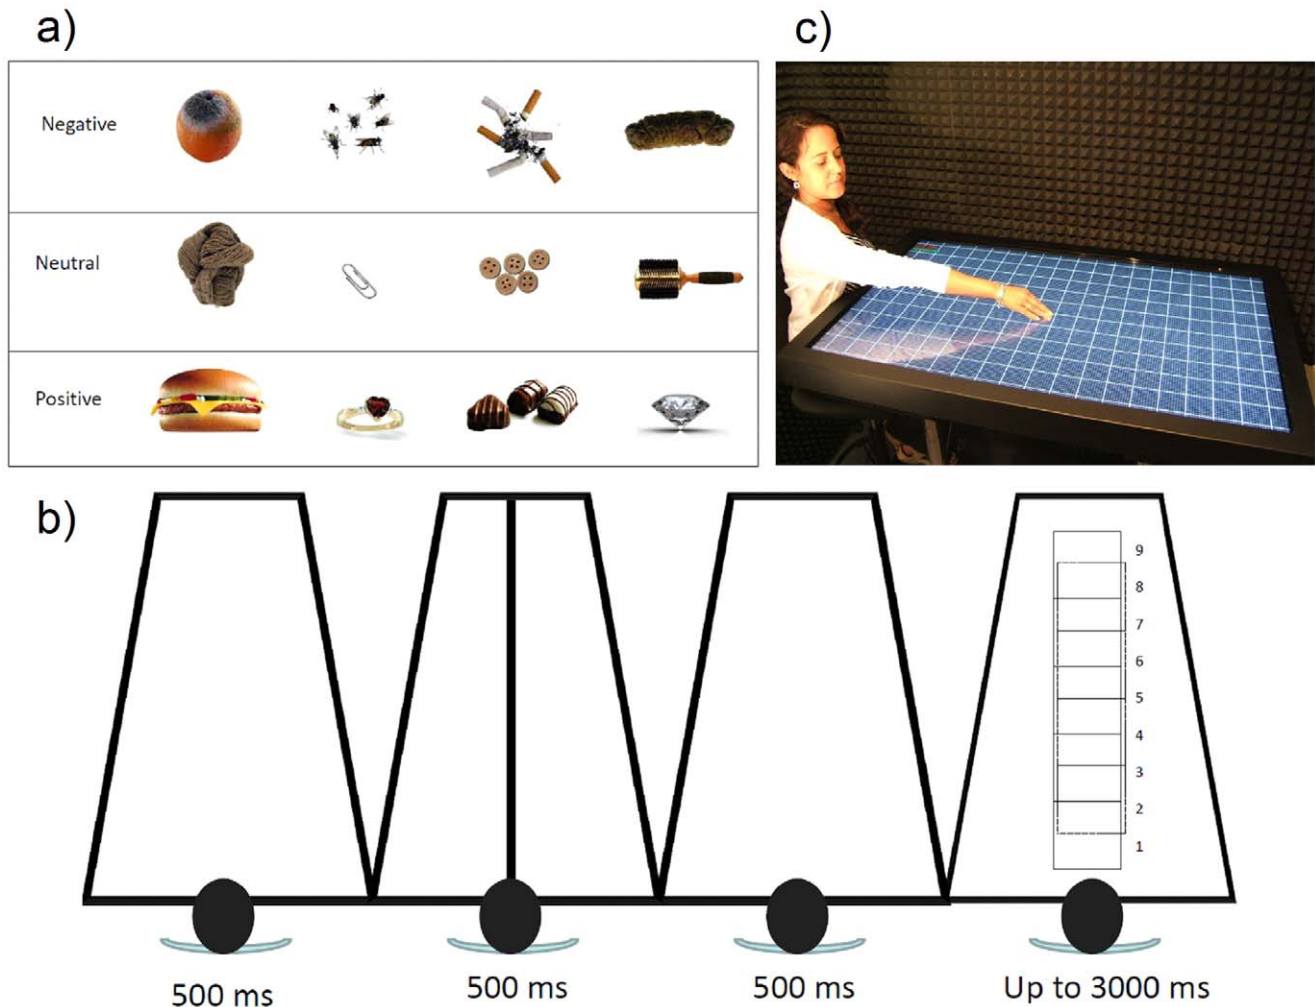 a)
Negative
Neutral
Positive
c)
b)
9
8
7
6
5
4
3
2
1
500 ms
500 ms
500 ms
Up to 3000 ms